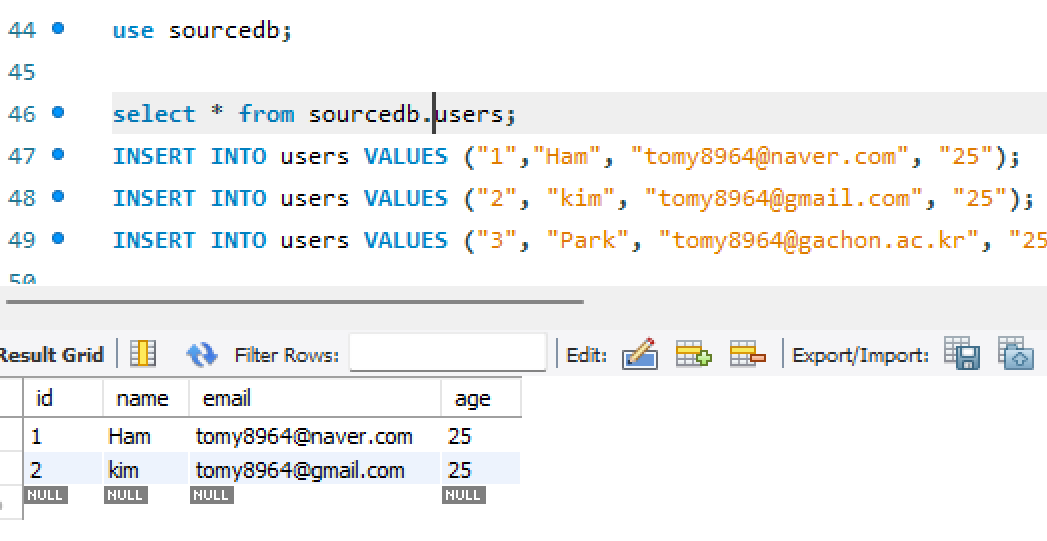 44 use sourcedb;
45
46 select * from sourcedb.users;
47 INSERT INTO users VALUES ("1","Ham", "tomy8964@naver.com", "25");
48 INSERT INTO users VALUES ("2", "kim", "tomy8964@gmail.com", "25");
49 INSERT INTO users VALUES ("3", "Park", "tomy8964@gachon.ac.kr", "25
50
Result Grid Filter Rows: Edit: Export/Import:
id name email age
1 Ham tomy8964@naver.com 25
2 kim tomy8964@gmail.com 25
NULL NULL NULL NULL